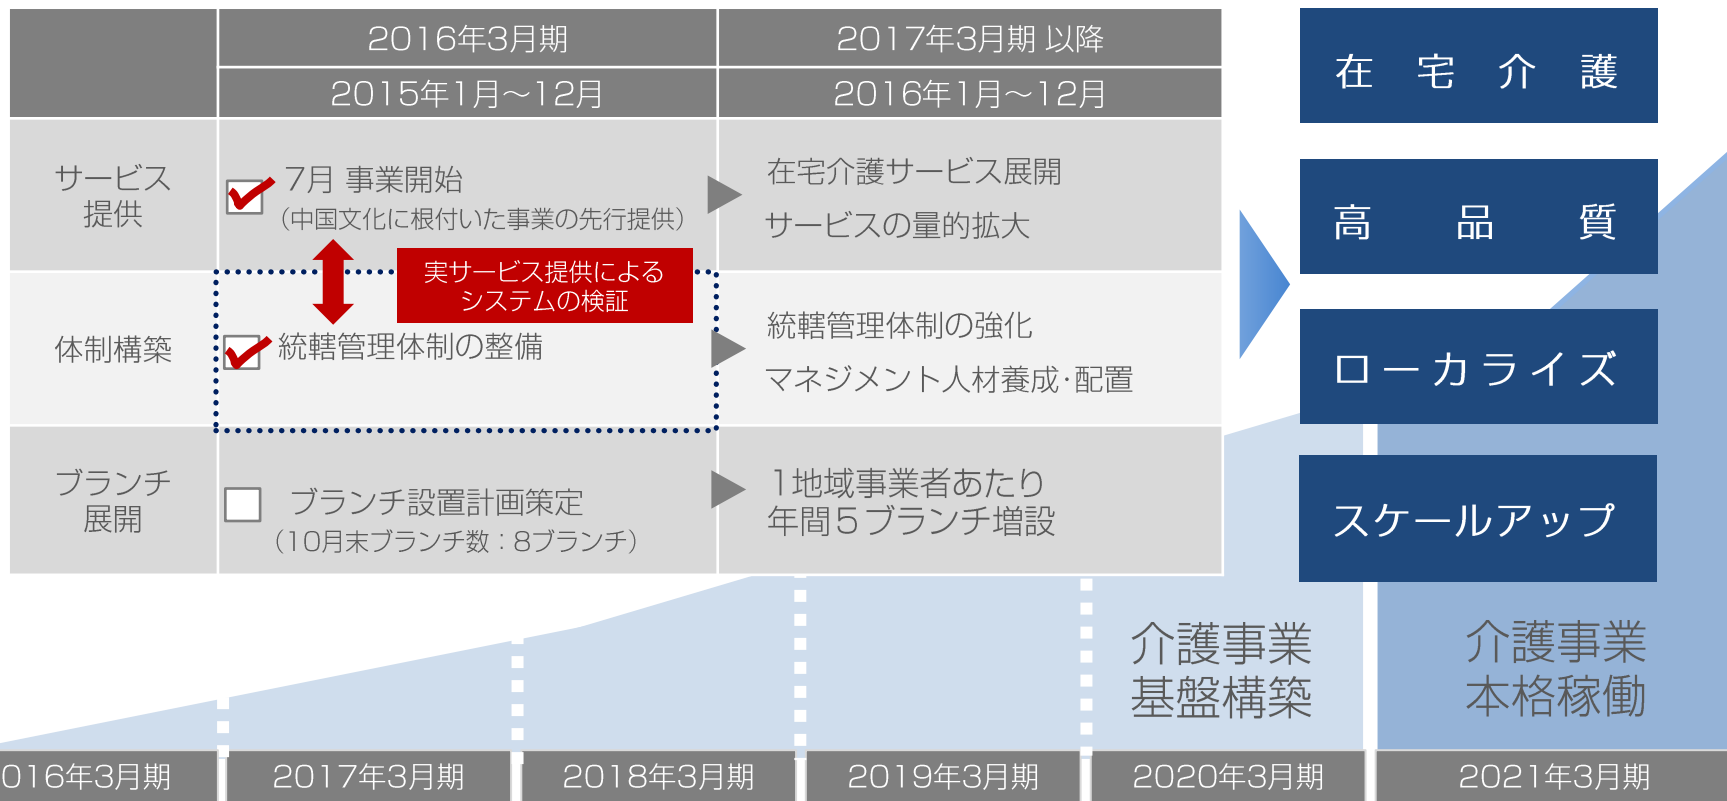 2016年3月期
2017年3月期 以降
2015年1月～12月
2016年1月～12月
サービス
提供
7月 事業開始
（中国文化に根付いた事業の先行提供）
在宅介護サービス展開
サービスの量的拡大
実サービス提供による
システムの検証
体制構築
統轄管理体制の整備
統轄管理体制の強化
マネジメント人材養成･配置
ブランチ
展開
ブランチ設置計画策定
（10月末ブランチ数：8ブランチ）
1地域事業者あたり
年間５ブランチ増設
在宅介護
高品質
ローカライズ
スケールアップ
介護事業
基盤構築
介護事業
本格稼働
016年3月期
2017年3月期
2018年3月期
2019年3月期
2020年3月期
2021年3月期